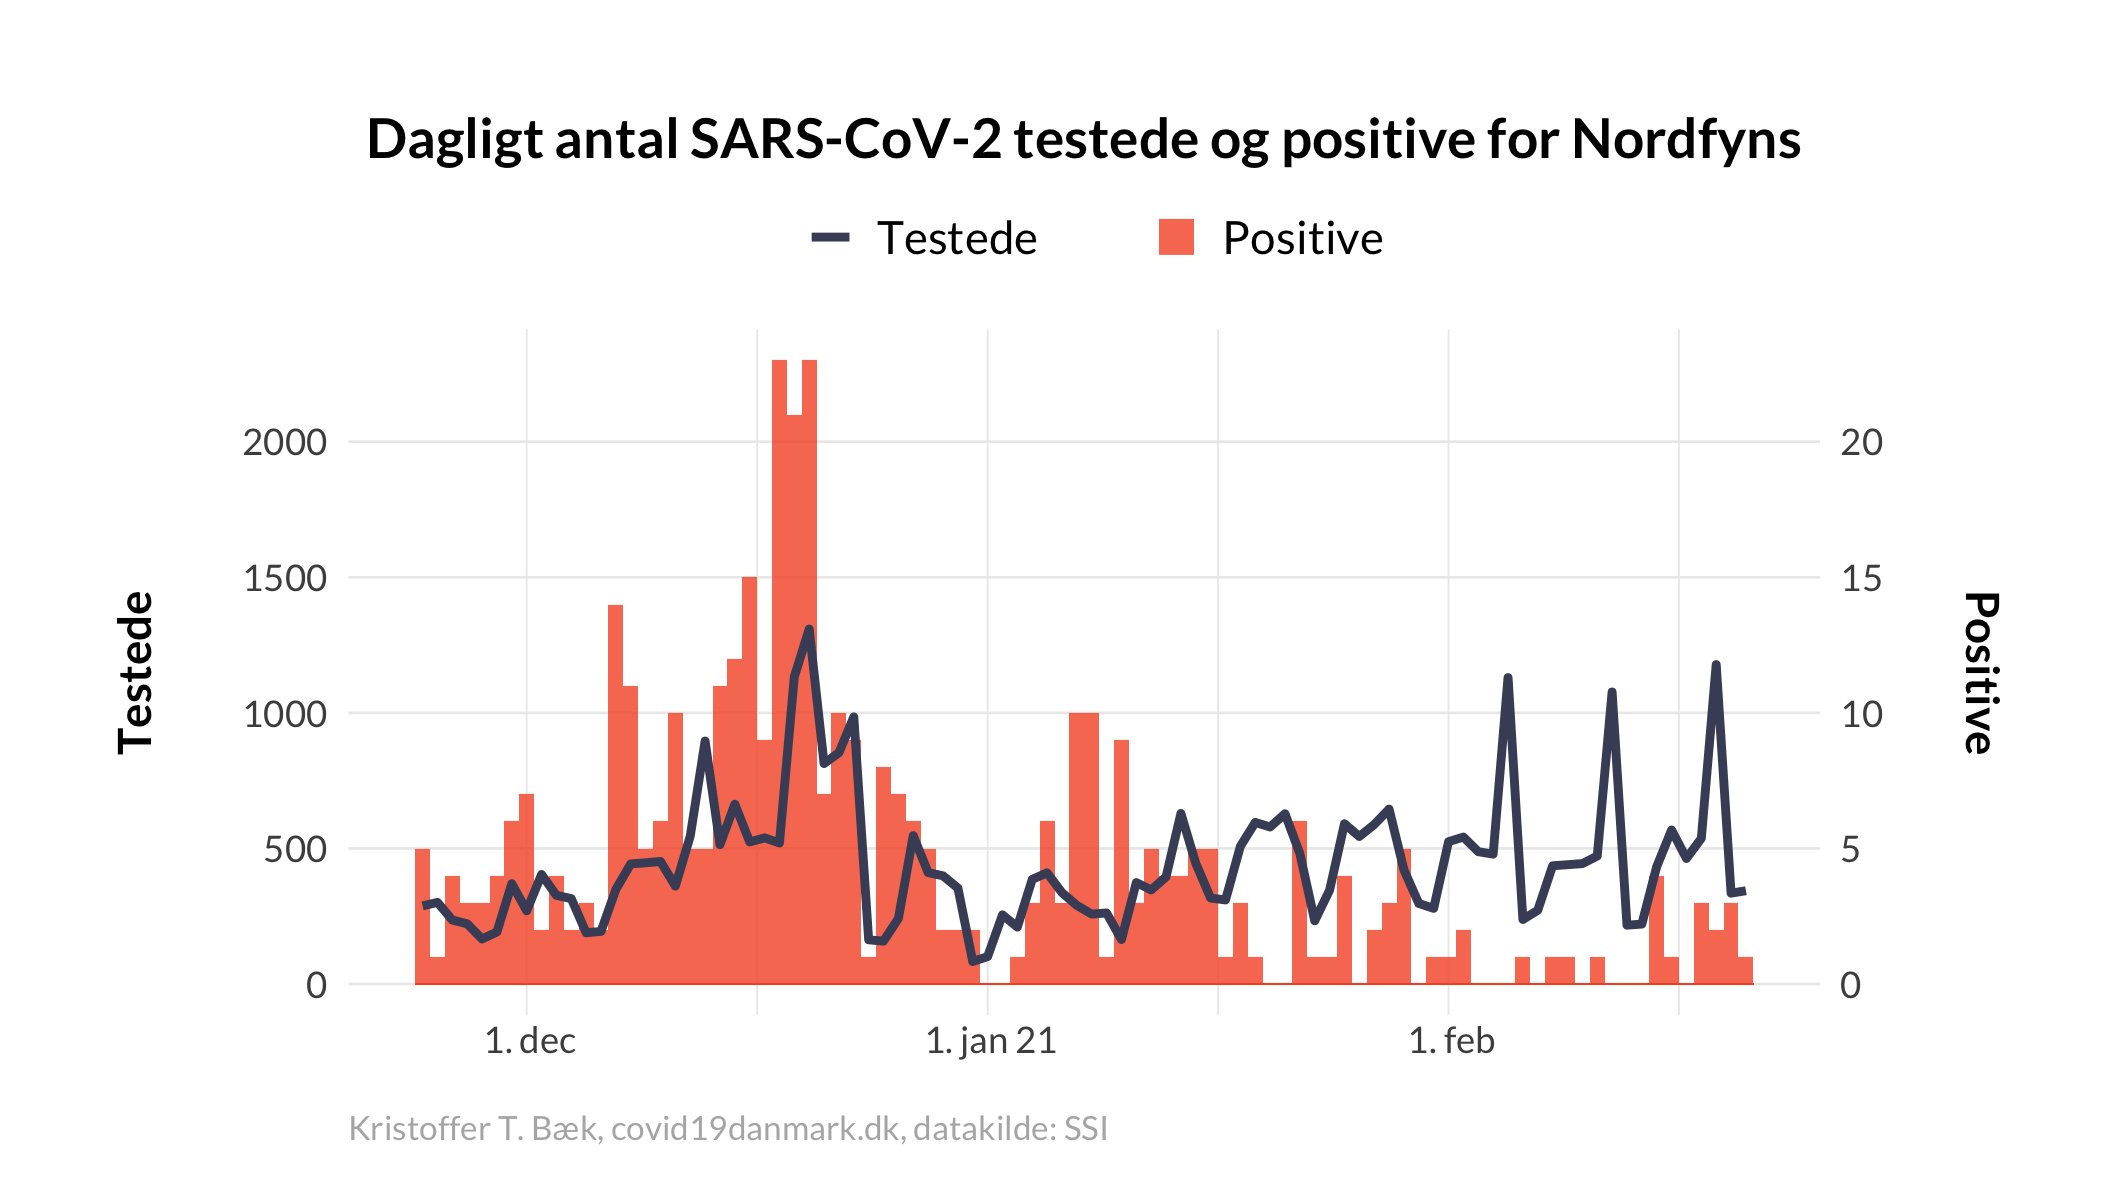 Dagligt antal SARS-CoV-2 testede og positive for Nordfyns
Testede
Positive
2000
1500
1000
500
0
Testede
20
15
10
5
0
Positive
1. dec
1. jan 21
1. feb
Kristoffer T. Bæk, covid19danmark.dk, datakilde: SSI